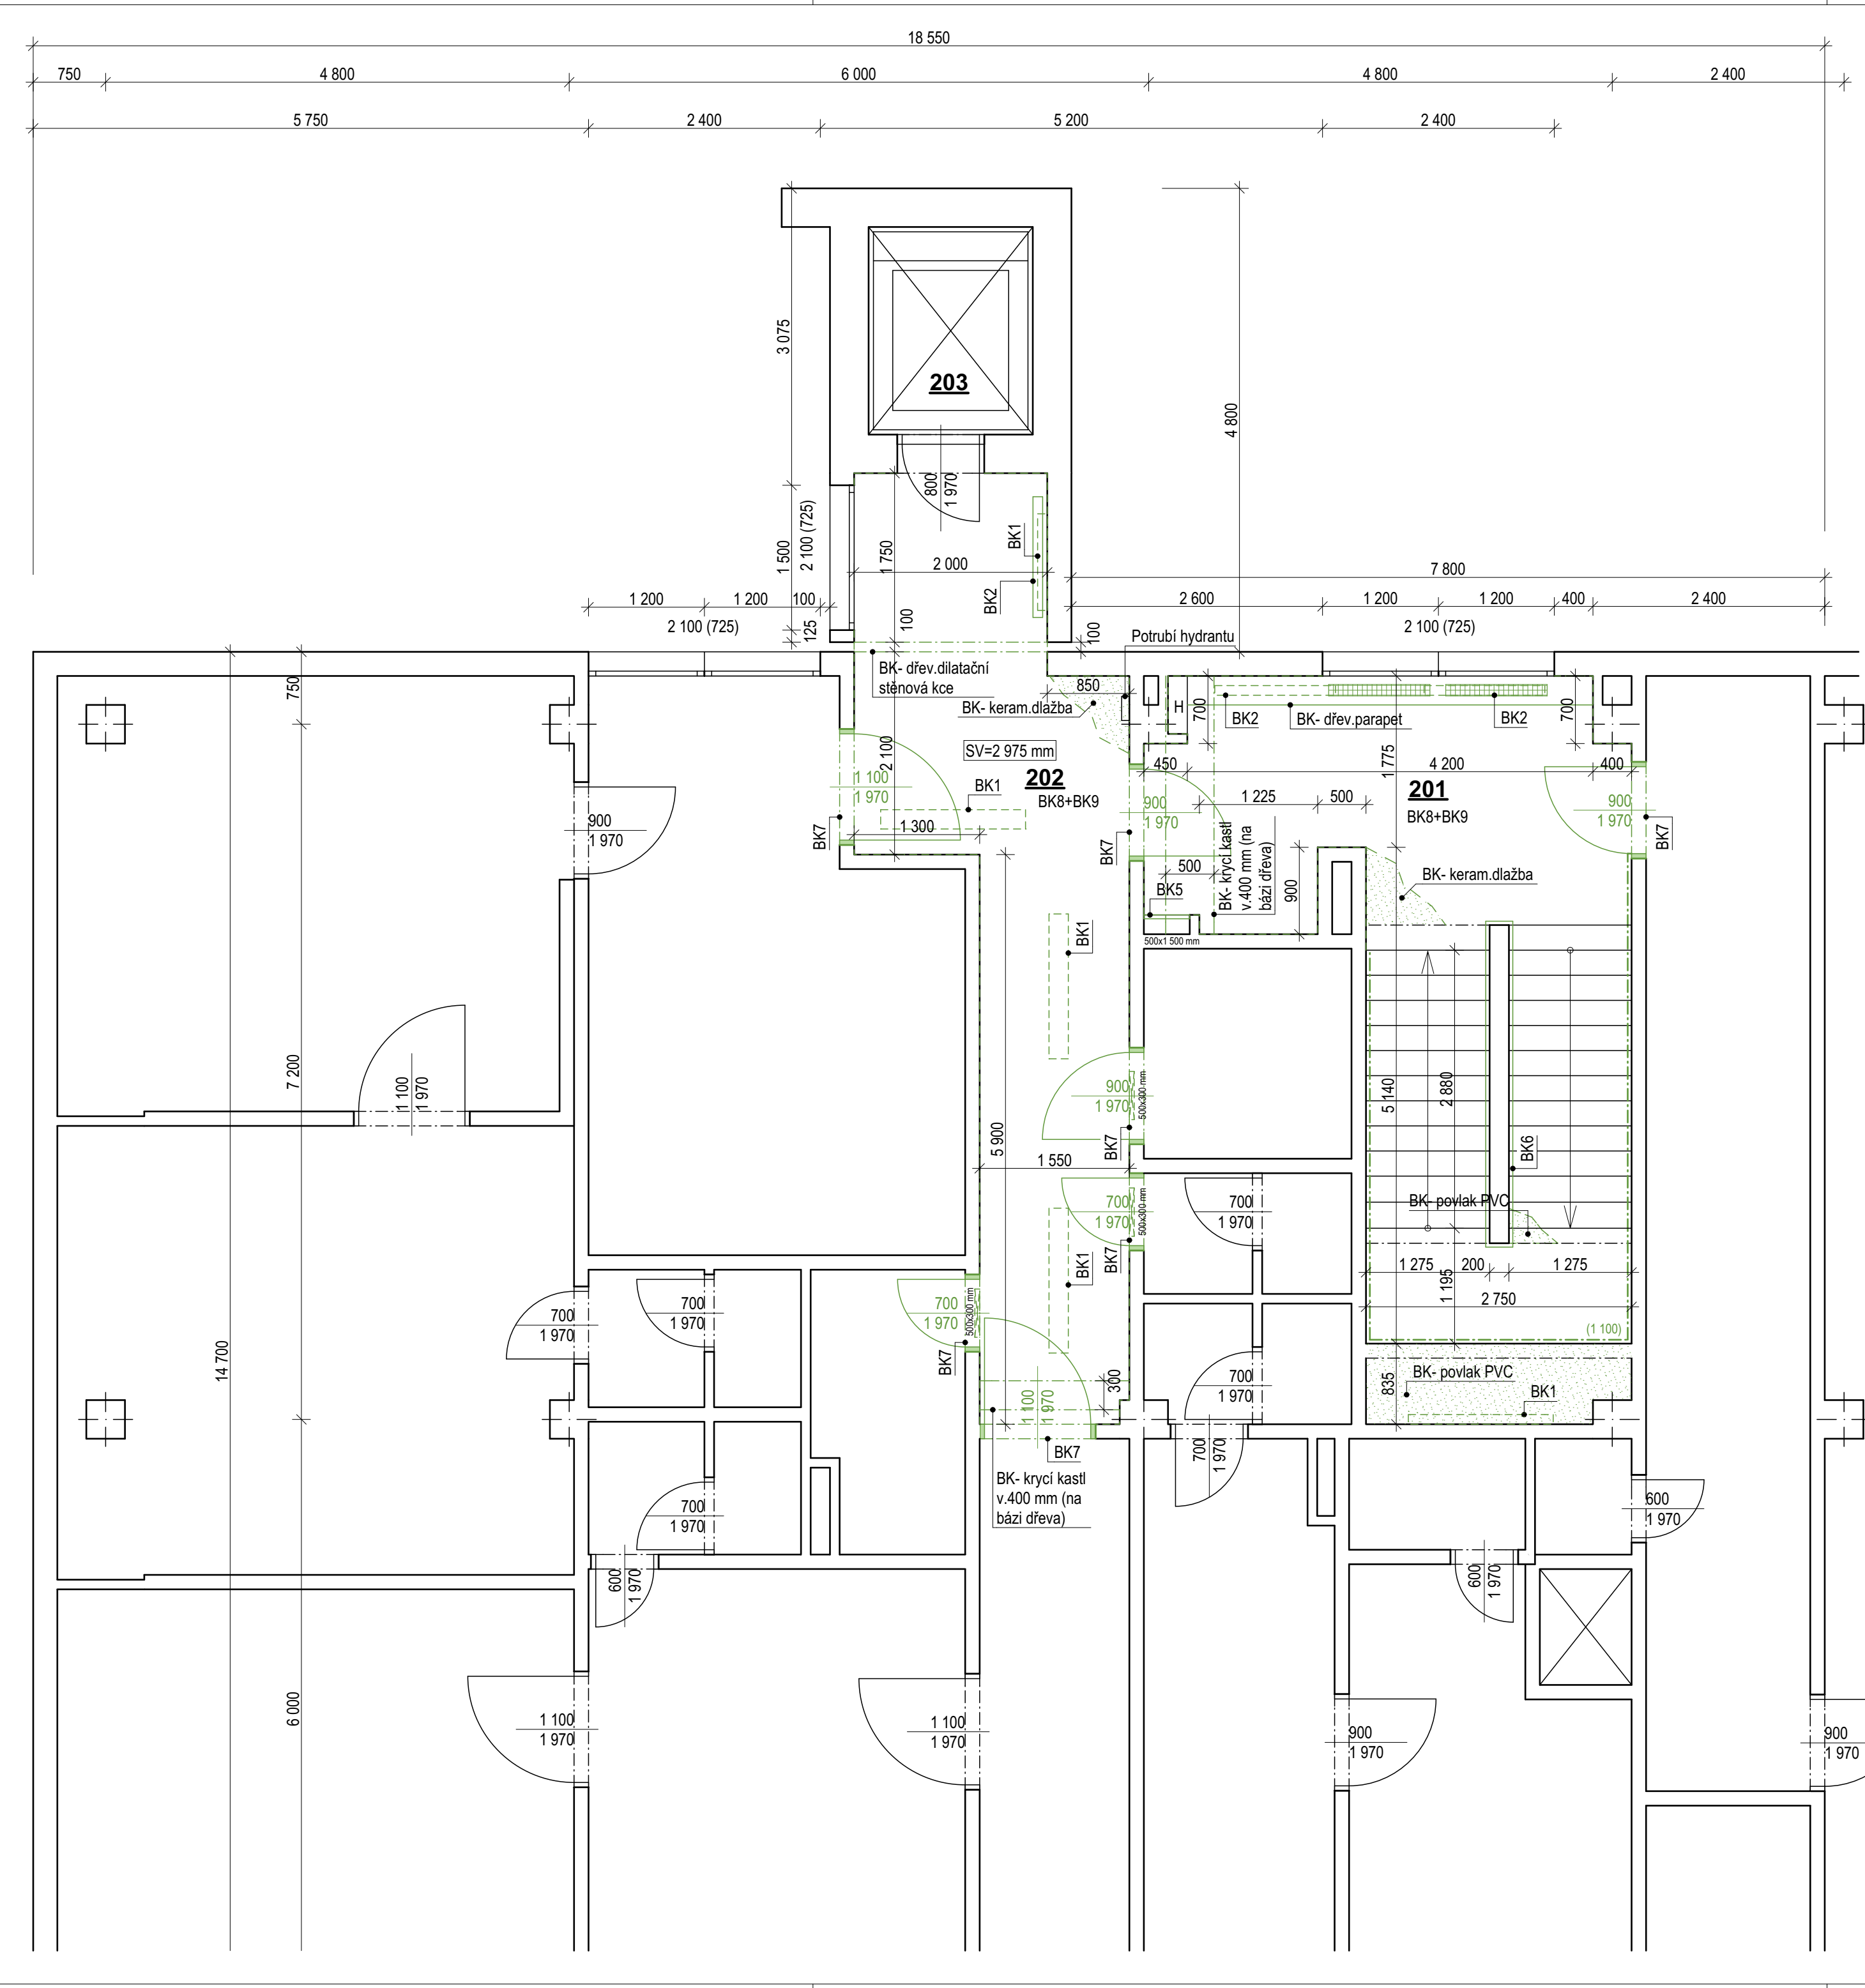 18 550
750
4 800
6 000
4 800
2 400
5 750
2 400
5 200
2 400
3 075
203
4 800
800
1 970
1 500
2 100 (725)
1 750
2 000
BK1
BK2
7 800
1 200
1 200
100
2 100 (725)
125
100
100
2 600
1 200
1 200
400
2 400
2 100 (725)
Potrubí hydrantu
BK- dřev.dilatační
stěnová kce
850
BK- keram.dlažba
H
700
BK2
BK- dřev.parapet
BK2
700
750
SV=2 975 mm
2 100
202
BK8+BK9
BK1
1 100
1 970
1 300
BK7
450
4 200
400
1 775
201
BK8+BK9
900
1 970
1 225
500
900
1 970
BK7
BK7
900
1 970
500
BK5
BK- krycí kastl
v.400 mm (na
bázi dřeva)
900
BK- keram.dlažba
500x1 500 mm
BK1
7 200
1 100
1 970
5 900
900
1 970
500x300 mm
BK7
1 550
5 140
2 880
BK6
700
1 970
500x300 mm
BK7
700
1 970
BK- povlak PVC
BK1
1 275
200
1 275
1 195
2 750
(1 100)
700
1 970
700
1 970
700
1 970
500x300 mm
BK7
14 700
300
1 100
1 970
700
1 970
835
BK- povlak PVC
BK1
BK7
BK- krycí kastl
v.400 mm (na
bázi dřeva)
700
1 970
700
1 970
600
1 970
600
1 970
600
1 970
6 000
1 100
1 970
1 100
1 970
900
1 970
900
1 970